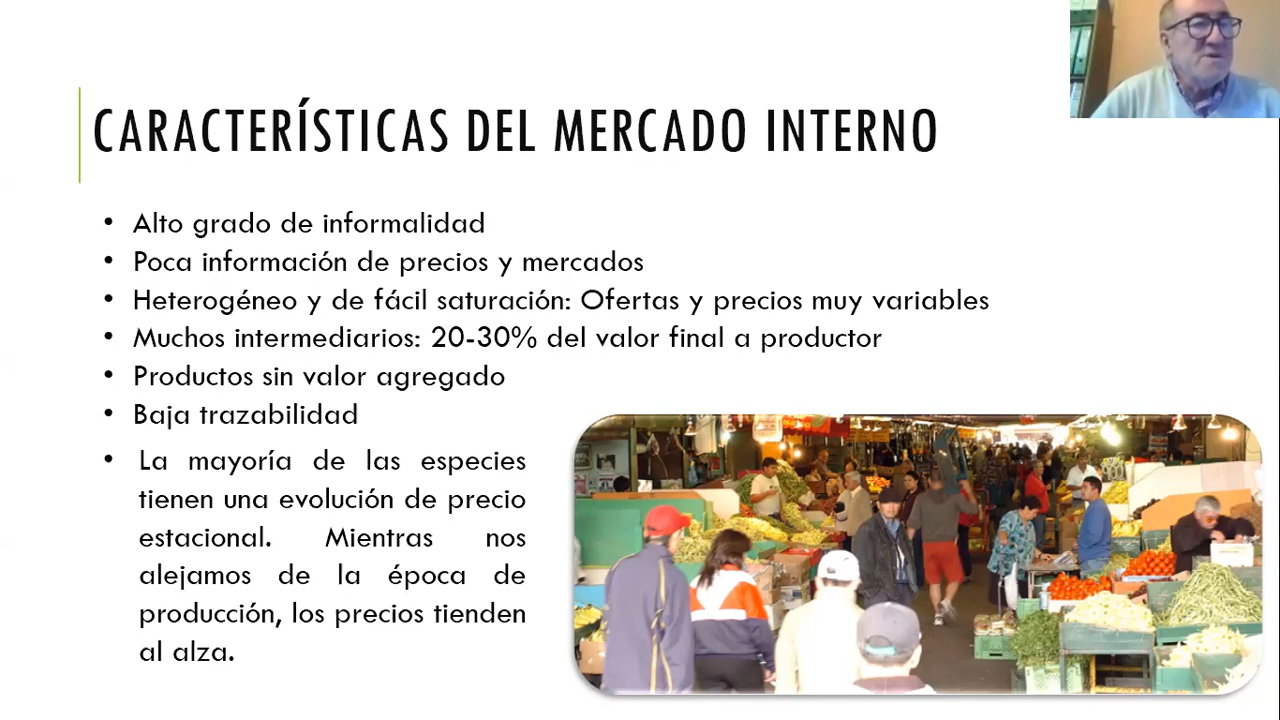 CARACTERÍSTICAS DEL MERCADO INTERNO
• Alto grado de informalidad
• Poca información de precios y mercados
• Heterogéneo y de fácil saturación: Ofertas y precios muy variables
• Muchos intermediarios: 20-30% del valor final a productor
• Productos sin valor agregado
• Baja trazabilidad
• La mayoría de las especies
tienen una evolución de precio
estacional. Mientras nos
alejamos de la época de
producción, los precios tienden
al alza.